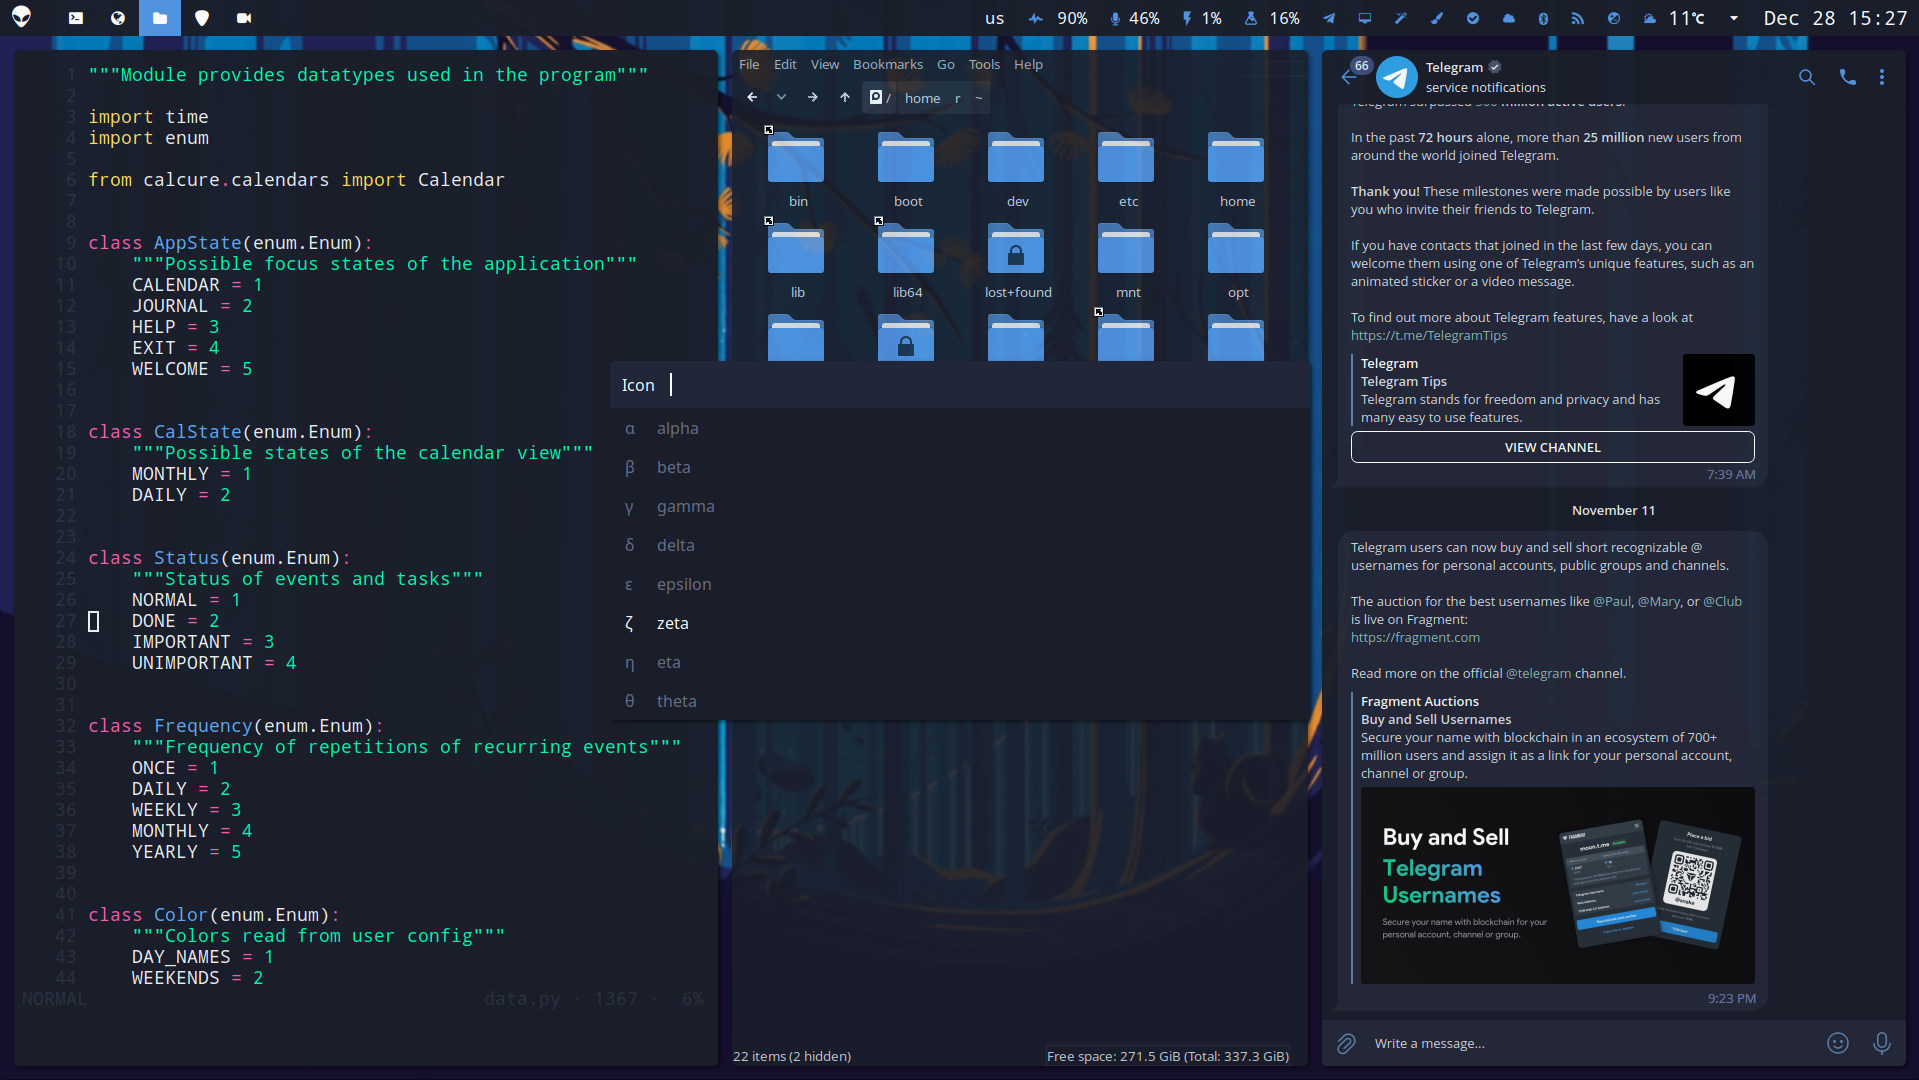 us 90% 46% 1% 16% 11°C Dec 28 15:27
1 """Module provides datatypes used in the program"""
2
3 import time
4 import enum
5
6 from calcure.calendars import Calendar
7
8
9 class AppState(enum.Enum):
10 """Possible focus states of the application"""
11 CALENDAR = 1
12 JOURNAL = 2
13 HELP = 3
14 EXIT = 4
15 WELCOME = 5
16
17
18 class CalState(enum.Enum):
19 """Possible states of the calendar view"""
20 MONTHLY = 1
21 DAILY = 2
22
23
24 class Status(enum.Enum):
25 """Status of events and tasks"""
26 NORMAL = 1
27 DONE = 2
28 IMPORTANT = 3
29 UNIMPORTANT = 4
30
31
32 class Frequency(enum.Enum):
33 """Frequency of repetitions of recurring events"""
34 ONCE = 1
35 DAILY = 2
36 WEEKLY = 3
37 MONTHLY = 4
38 YEARLY = 5
39
40
41 class Color(enum.Enum):
42 """Colors read from user config"""
43 DAY_NAMES = 1
44 WEEKENDS = 2
NORMAL data.py · 1367 · 6%
File Edit View Bookmarks Go Tools Help
/ home r ~
bin boot dev etc home
lib lib64 lost+found mnt opt
Icon
α alpha
β beta
γ gamma
δ delta
ε epsilon
ζ zeta
η eta
θ theta
22 items (2 hidden) Free space: 271.5 GiB (Total: 337.3 GiB)
66
Telegram
service notifications
Telegram surpassed 500 million active users.
In the past 72 hours alone, more than 25 million new users from
around the world joined Telegram.
Thank you! These milestones were made possible by users like
you who invite their friends to Telegram.
If you have contacts that joined in the last few days, you can
welcome them using one of Telegram's unique features, such as an
animated sticker or a video message.
To find out more about Telegram features, have a look at
https://t.me/TelegramTips
Telegram
Telegram Tips
Telegram stands for freedom and privacy and has
many easy to use features.
VIEW CHANNEL
7:39 AM
November 11
Telegram users can now buy and sell short recognizable @
usernames for personal accounts, public groups and channels.
The auction for the best usernames like @Paul, @Mary, or @Club
is live on Fragment:
https://fragment.com
Read more on the official @telegram channel.
Fragment Auctions
Buy and Sell Usernames
Secure your name with blockchain in an ecosystem of 700+
million users and assign it as a link for your personal account,
channel or group.
Buy and Sell
Telegram
Usernames
Secure your name with blockchain for your
personal account, channel or group.
FRAGMENT
moon.t.me
Place a bid
@snake
9:23 PM
Write a message...